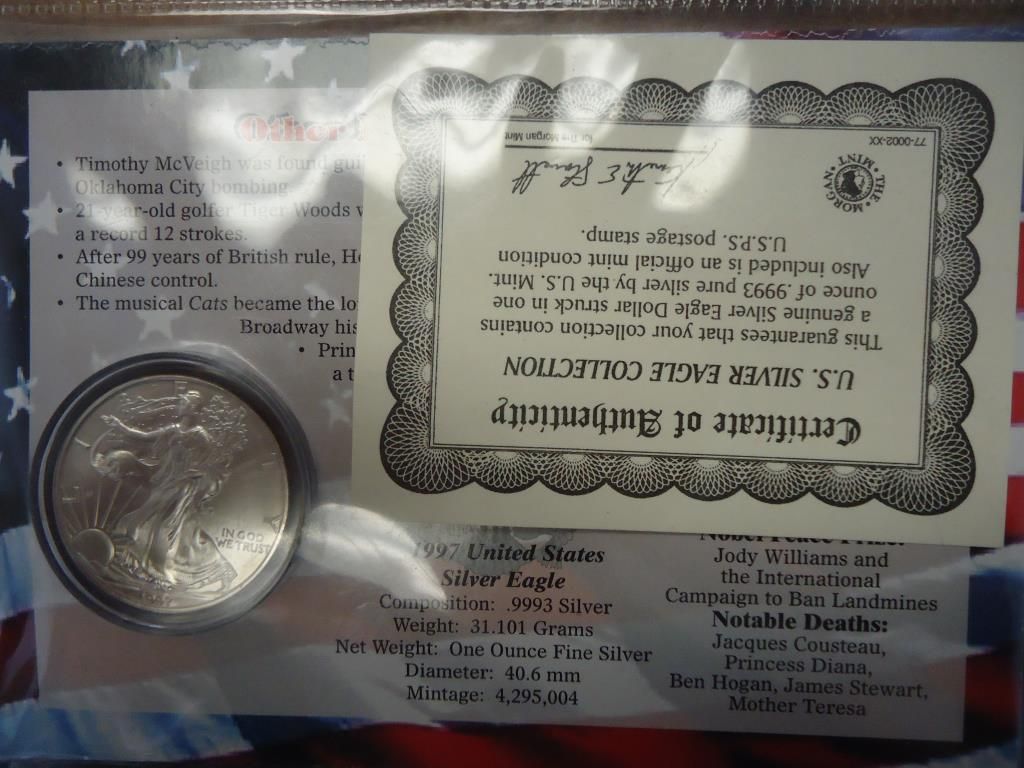 Other
• Timothy McVeigh was found
Oklahoma City bombing.
• 21-year-old golfer Tiger Woods
a record 12 strokes.
• After 99 years of British rule,
Chinese control.
• The musical Cats became the
Broadway
•
a
Certificate of Authenticity
U.S. SILVER EAGLE COLLECTION
This guarantees that your collection contains
a genuine Silver Eagle Dollar struck in one
ounce of .9993 pure silver by the U.S. Mint.
Also included is an official mint condition
U.S.P.S. postage stamp.
• THE • MORGAN MINT
for The Morgan Mint
77-0002-XX
LIBERTY
IN GOD
WE TRUST
1997
1997 United States
Silver Eagle
Composition: .9993 Silver
Weight: 31.101 Grams
Net Weight: One Ounce Fine Silver
Diameter: 40.6 mm
Mintage: 4,295,004
Nobel Peace Prize:
Jody Williams and
the International
Campaign to Ban Landmines
Notable Deaths:
Jacques Cousteau,
Princess Diana,
Ben Hogan, James Stewart,
Mother Teresa